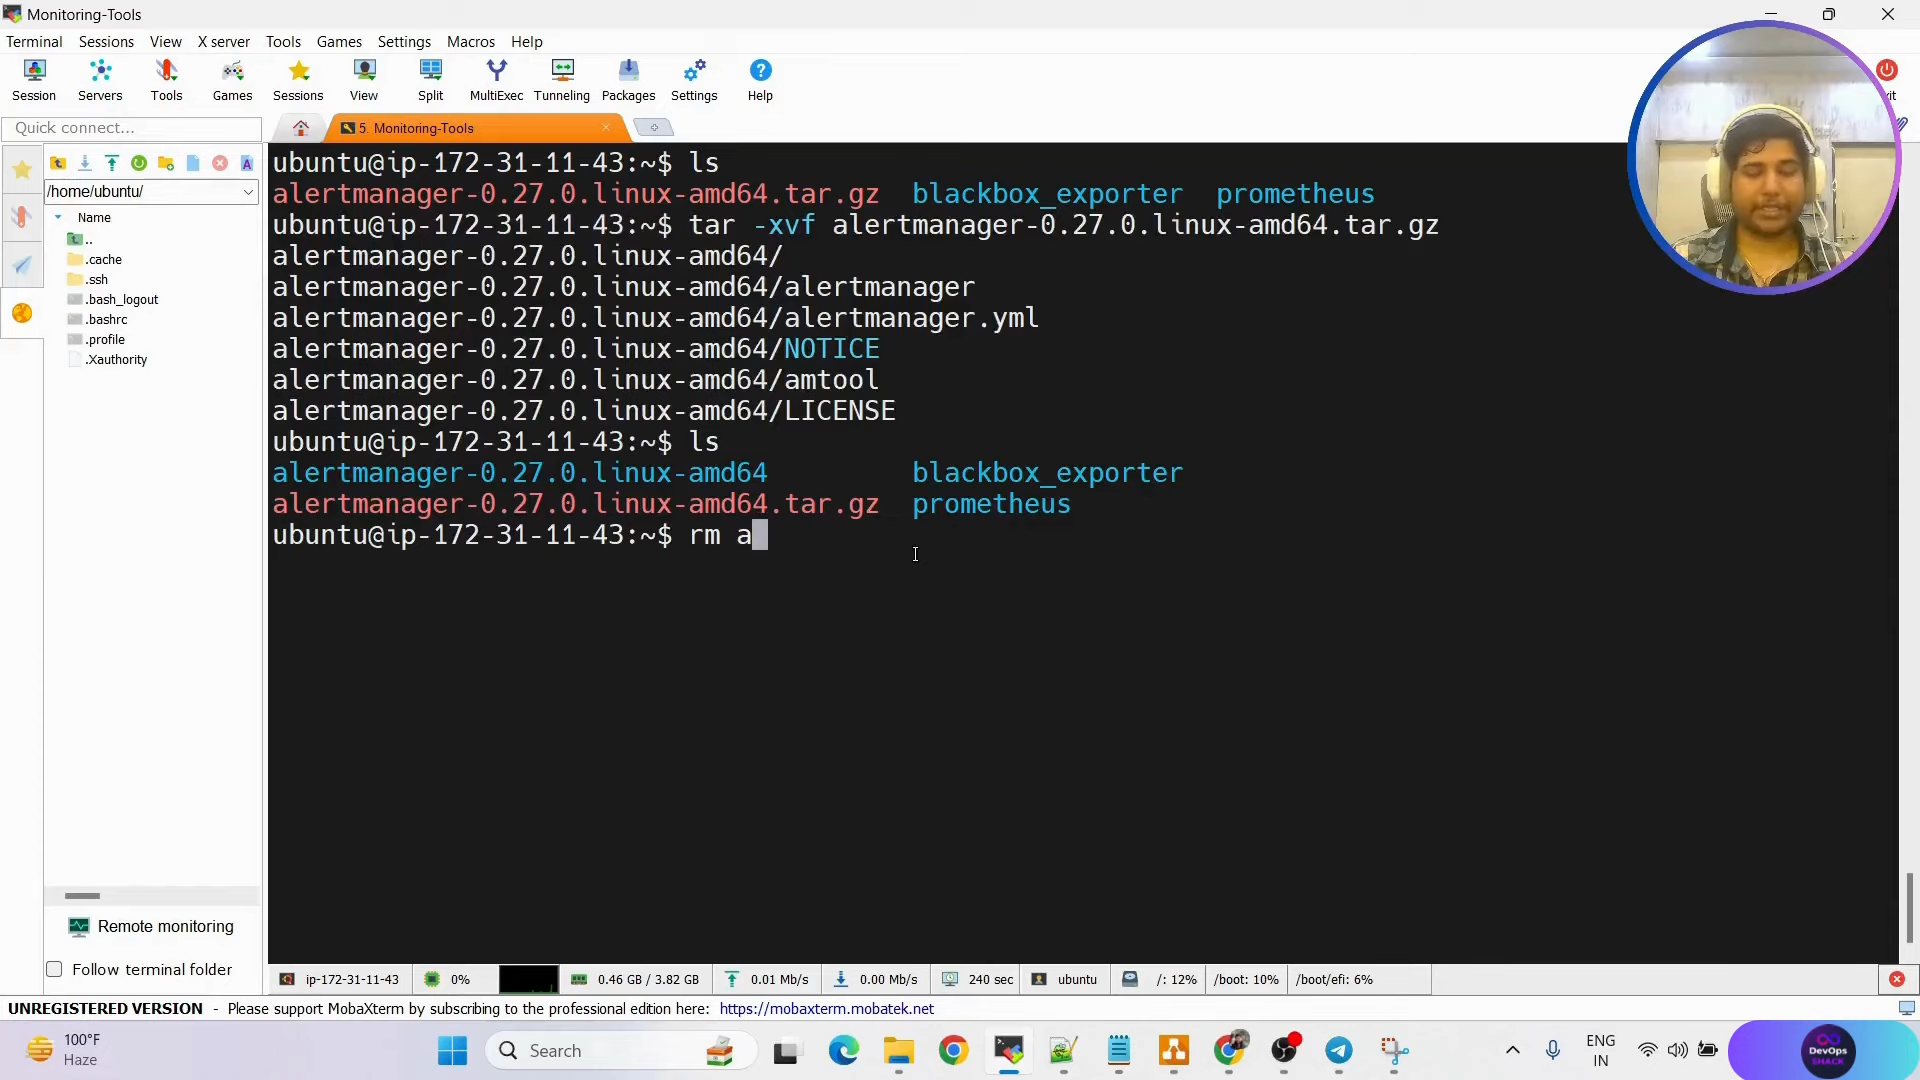 Monitoring-Tools
Terminal Sessions View X server Tools Games Settings Macros Help
Session Servers Tools Games Sessions View Split MultiExec Tunneling Packages Settings Help
Quick connect...
5. Monitoring-Tools
/home/ubuntu/
Name
..
.cache
.ssh
.bash_logout
.bashrc
.profile
.Xauthority
Remote monitoring
Follow terminal folder
ubuntu@ip-172-31-11-43:~$ ls
alertmanager-0.27.0.linux-amd64.tar.gz blackbox_exporter prometheus
ubuntu@ip-172-31-11-43:~$ tar -xvf alertmanager-0.27.0.linux-amd64.tar.gz
alertmanager-0.27.0.linux-amd64/
alertmanager-0.27.0.linux-amd64/alertmanager
alertmanager-0.27.0.linux-amd64/alertmanager.yml
alertmanager-0.27.0.linux-amd64/NOTICE
alertmanager-0.27.0.linux-amd64/amtool
alertmanager-0.27.0.linux-amd64/LICENSE
ubuntu@ip-172-31-11-43:~$ ls
alertmanager-0.27.0.linux-amd64 blackbox_exporter
alertmanager-0.27.0.linux-amd64.tar.gz prometheus
ubuntu@ip-172-31-11-43:~$ rm a
ip-172-31-11-43 0% 0.46 GB / 3.82 GB 0.01 Mb/s 0.00 Mb/s 240 sec ubuntu /: 12% /boot: 10% /boot/efi: 6%
UNREGISTERED VERSION - Please support MobaXterm by subscribing to the professional edition here: https://mobaxterm.mobatek.net
100°F
Haze
Search
ENG
IN
DevOps
SHACK